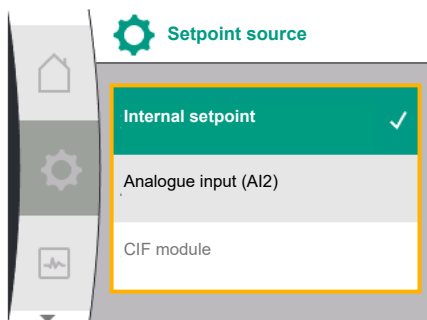 Setpoint source
Internal setpoint
Analogue input (AI2)
CIF module